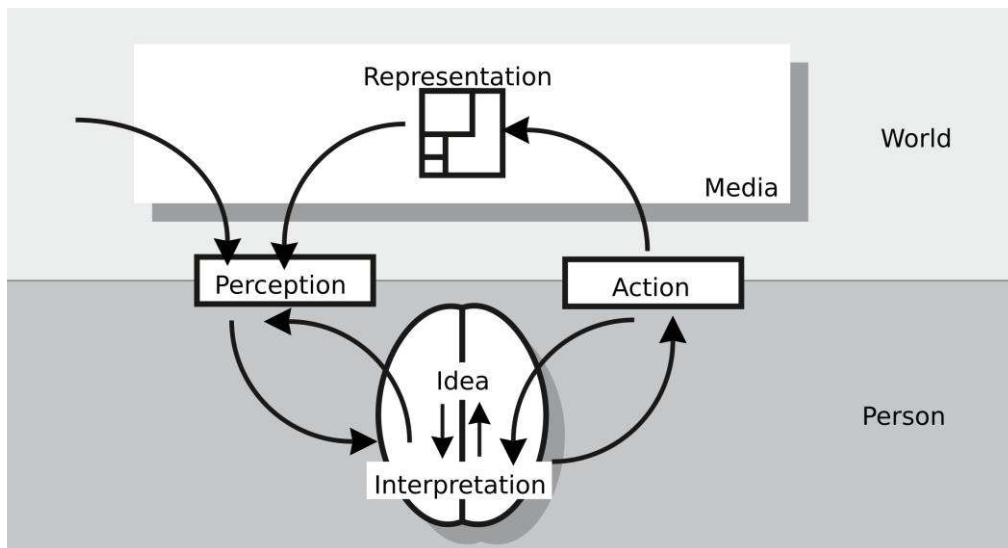 Representation
World
Media
Perception
Action
Idea
Person
Interpretation